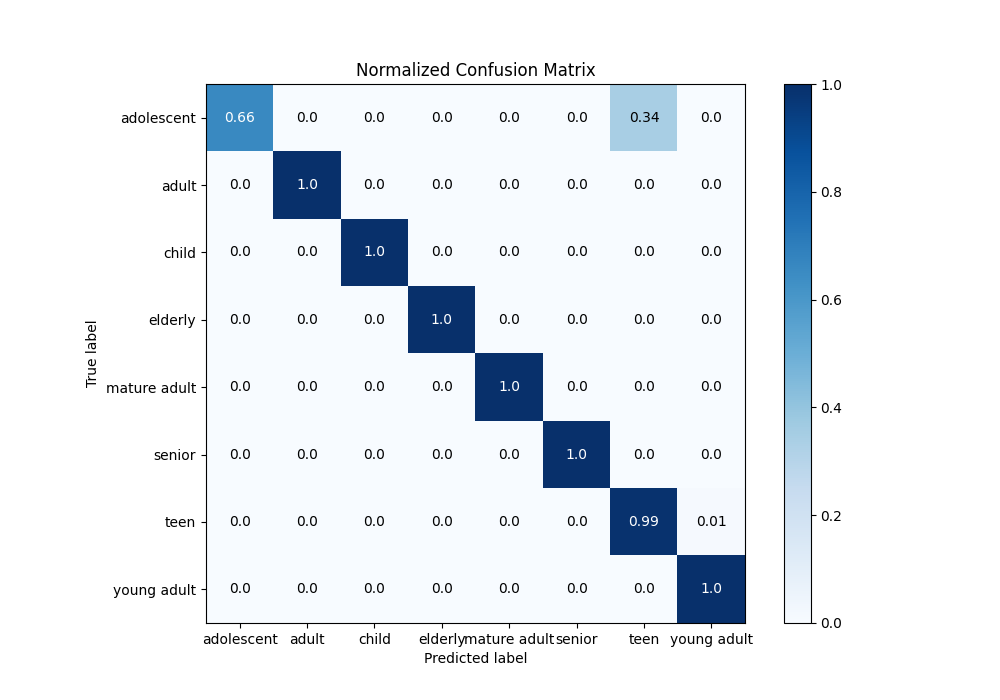 Normalized Confusion Matrix
adolescent 0.66 0.0 0.0 0.0 0.0 0.0 0.34 0.0
adult 0.0 1.0 0.0 0.0 0.0 0.0 0.0 0.0
child 0.0 0.0 1.0 0.0 0.0 0.0 0.0 0.0
elderly 0.0 0.0 0.0 1.0 0.0 0.0 0.0 0.0
mature adult 0.0 0.0 0.0 0.0 1.0 0.0 0.0 0.0
senior 0.0 0.0 0.0 0.0 0.0 1.0 0.0 0.0
teen 0.0 0.0 0.0 0.0 0.0 0.0 0.99 0.01
young adult 0.0 0.0 0.0 0.0 0.0 0.0 0.0 1.0
adolescent adult child elderly mature adult senior teen young adult
Predicted label
True label
1.0
0.8
0.6
0.4
0.2
0.0